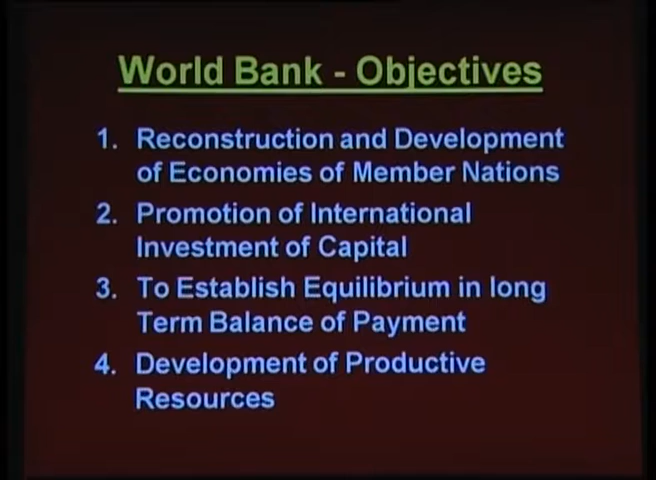 World Bank - Objectives
1. Reconstruction and Development
of Economies of Member Nations
2. Promotion of International
Investment of Capital
3. To Establish Equilibrium in long
Term Balance of Payment
4. Development of Productive
Resources